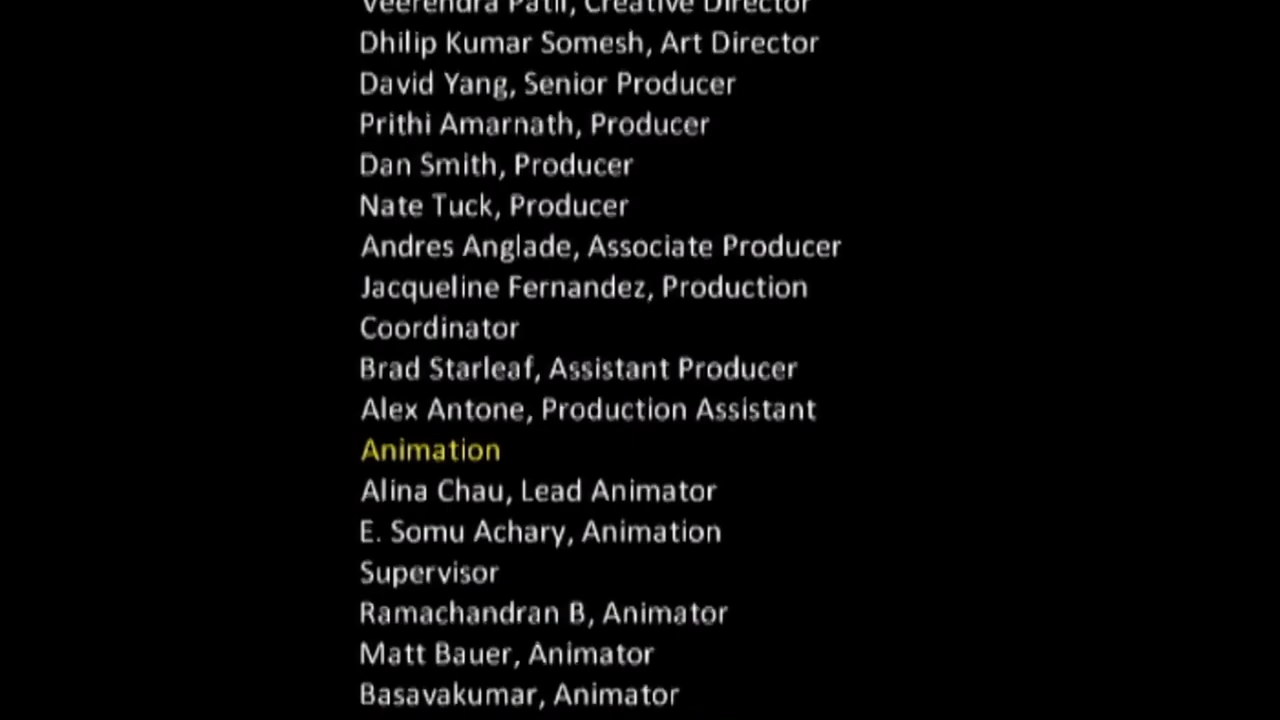 Veerendra Patil, Creative Director
Dhilip Kumar Somesh, Art Director
David Yang, Senior Producer
Prithi Amarnath, Producer
Dan Smith, Producer
Nate Tuck, Producer
Andres Anglade, Associate Producer
Jacqueline Fernandez, Production
Coordinator
Brad Starleaf, Assistant Producer
Alex Antone, Production Assistant
Animation
Alina Chau, Lead Animator
E. Somu Achary, Animation
Supervisor
Ramachandran B, Animator
Matt Bauer, Animator
Basavakumar, Animator